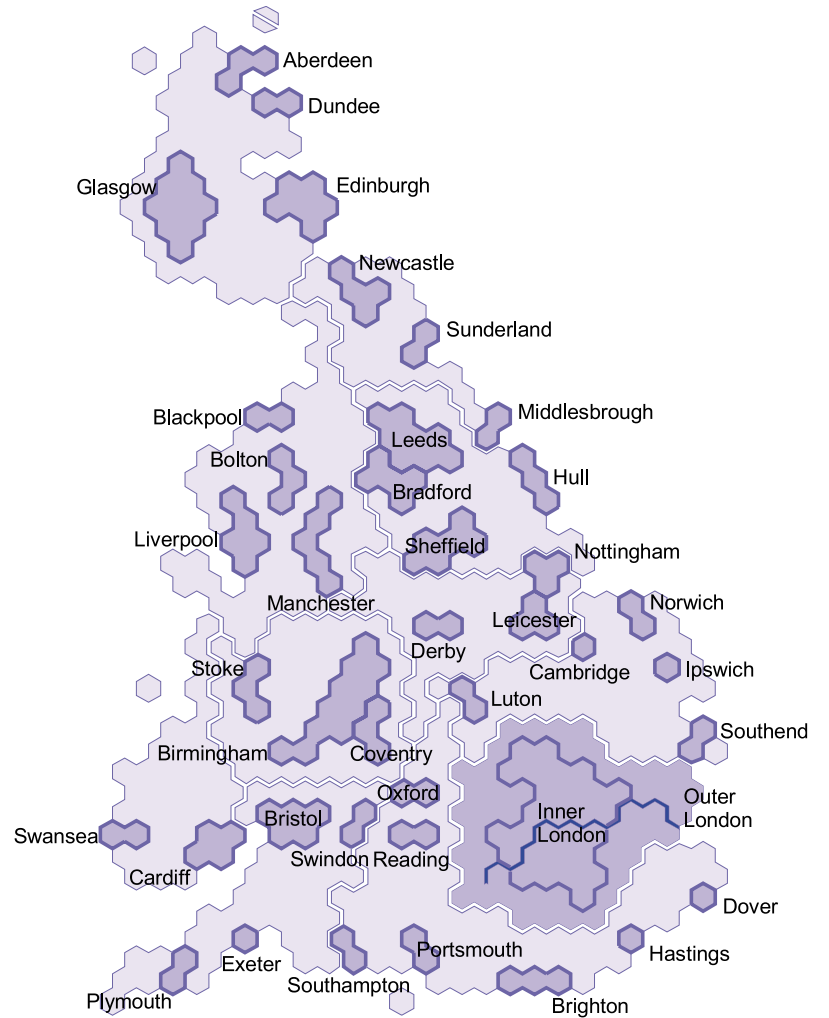 Aberdeen
Dundee
Glasgow
Edinburgh
Newcastle
Sunderland
Blackpool
Middlesbrough
Leeds
Bolton
Hull
Bradford
Liverpool
Sheffield
Nottingham
Manchester
Norwich
Leicester
Derby
Stoke
Cambridge
Ipswich
Luton
Southend
Birmingham
Coventry
Oxford
Outer
London
Inner
London
Bristol
Swansea
Swindon
Reading
Cardiff
Dover
Portsmouth
Hastings
Exeter
Southampton
Plymouth
Brighton